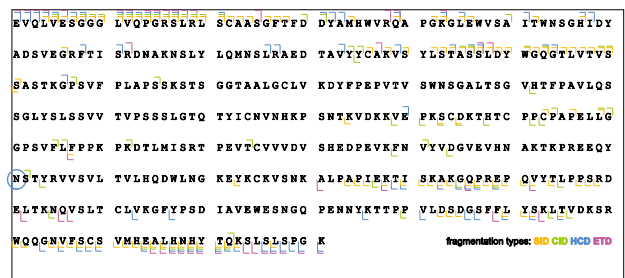 EVQLVESGGG LVQPGRSLRL SCAASGFTFD DYAMHWVRQA PGKGLEWVSA ITWNSGHIDY
ADSVEGRFTI SRDNAKNSLY LQMNSLRAED TAVYYCAKVS YLSTASSLDY WGQGTLVTVS
SASTKGPSVF PLAPSSKSTS GGTAALGCLV KDYFPEPVTV SWNSGALTSG VHTFPAVLQS
SGLYSLSSVV TVPSSSLGTQ TYICNVNHKP SNTKVDKKVE PKSCDKTHTC PPCPAPELLG
GPSVFLFPPK PKDTLMISRT PEVTCVVVDV SHEDPEVKFN VYVDGVEVHN AKTKPREEQY
NSTYRVVSVL TVLHQDWLNG KEYKCKVSNK ALPAPIEKTI SKAKGQPREP QVYTLPPSRD
ELTKNQVSLT CLVKGFYPSD IAVEWESNGQ PENNYKTTPP VLDSDGSFFL YSKLTVDKSR
WQQGNVFSCS VMHEALHNHY TQKSLSLSPG K
fragmentation types: SID CID HCD ETD